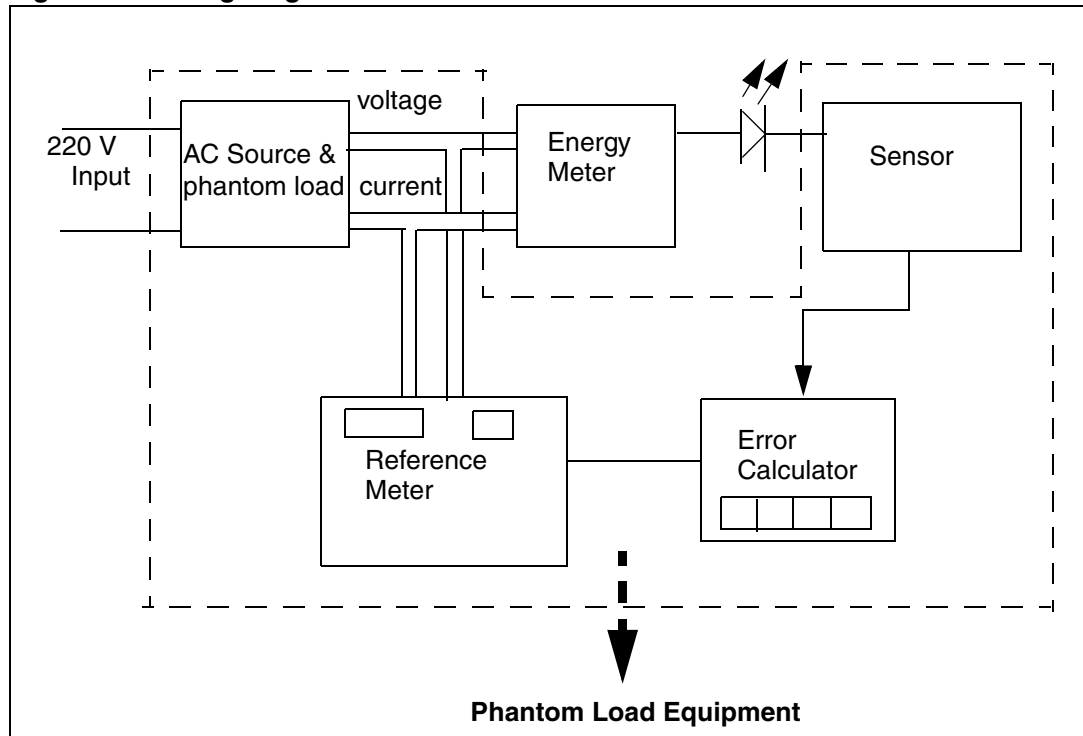 voltage
220 V
Input
AC Source &
phantom load
current
Energy
Meter
Sensor
Reference
Meter
Error
Calculator
Phantom Load Equipment